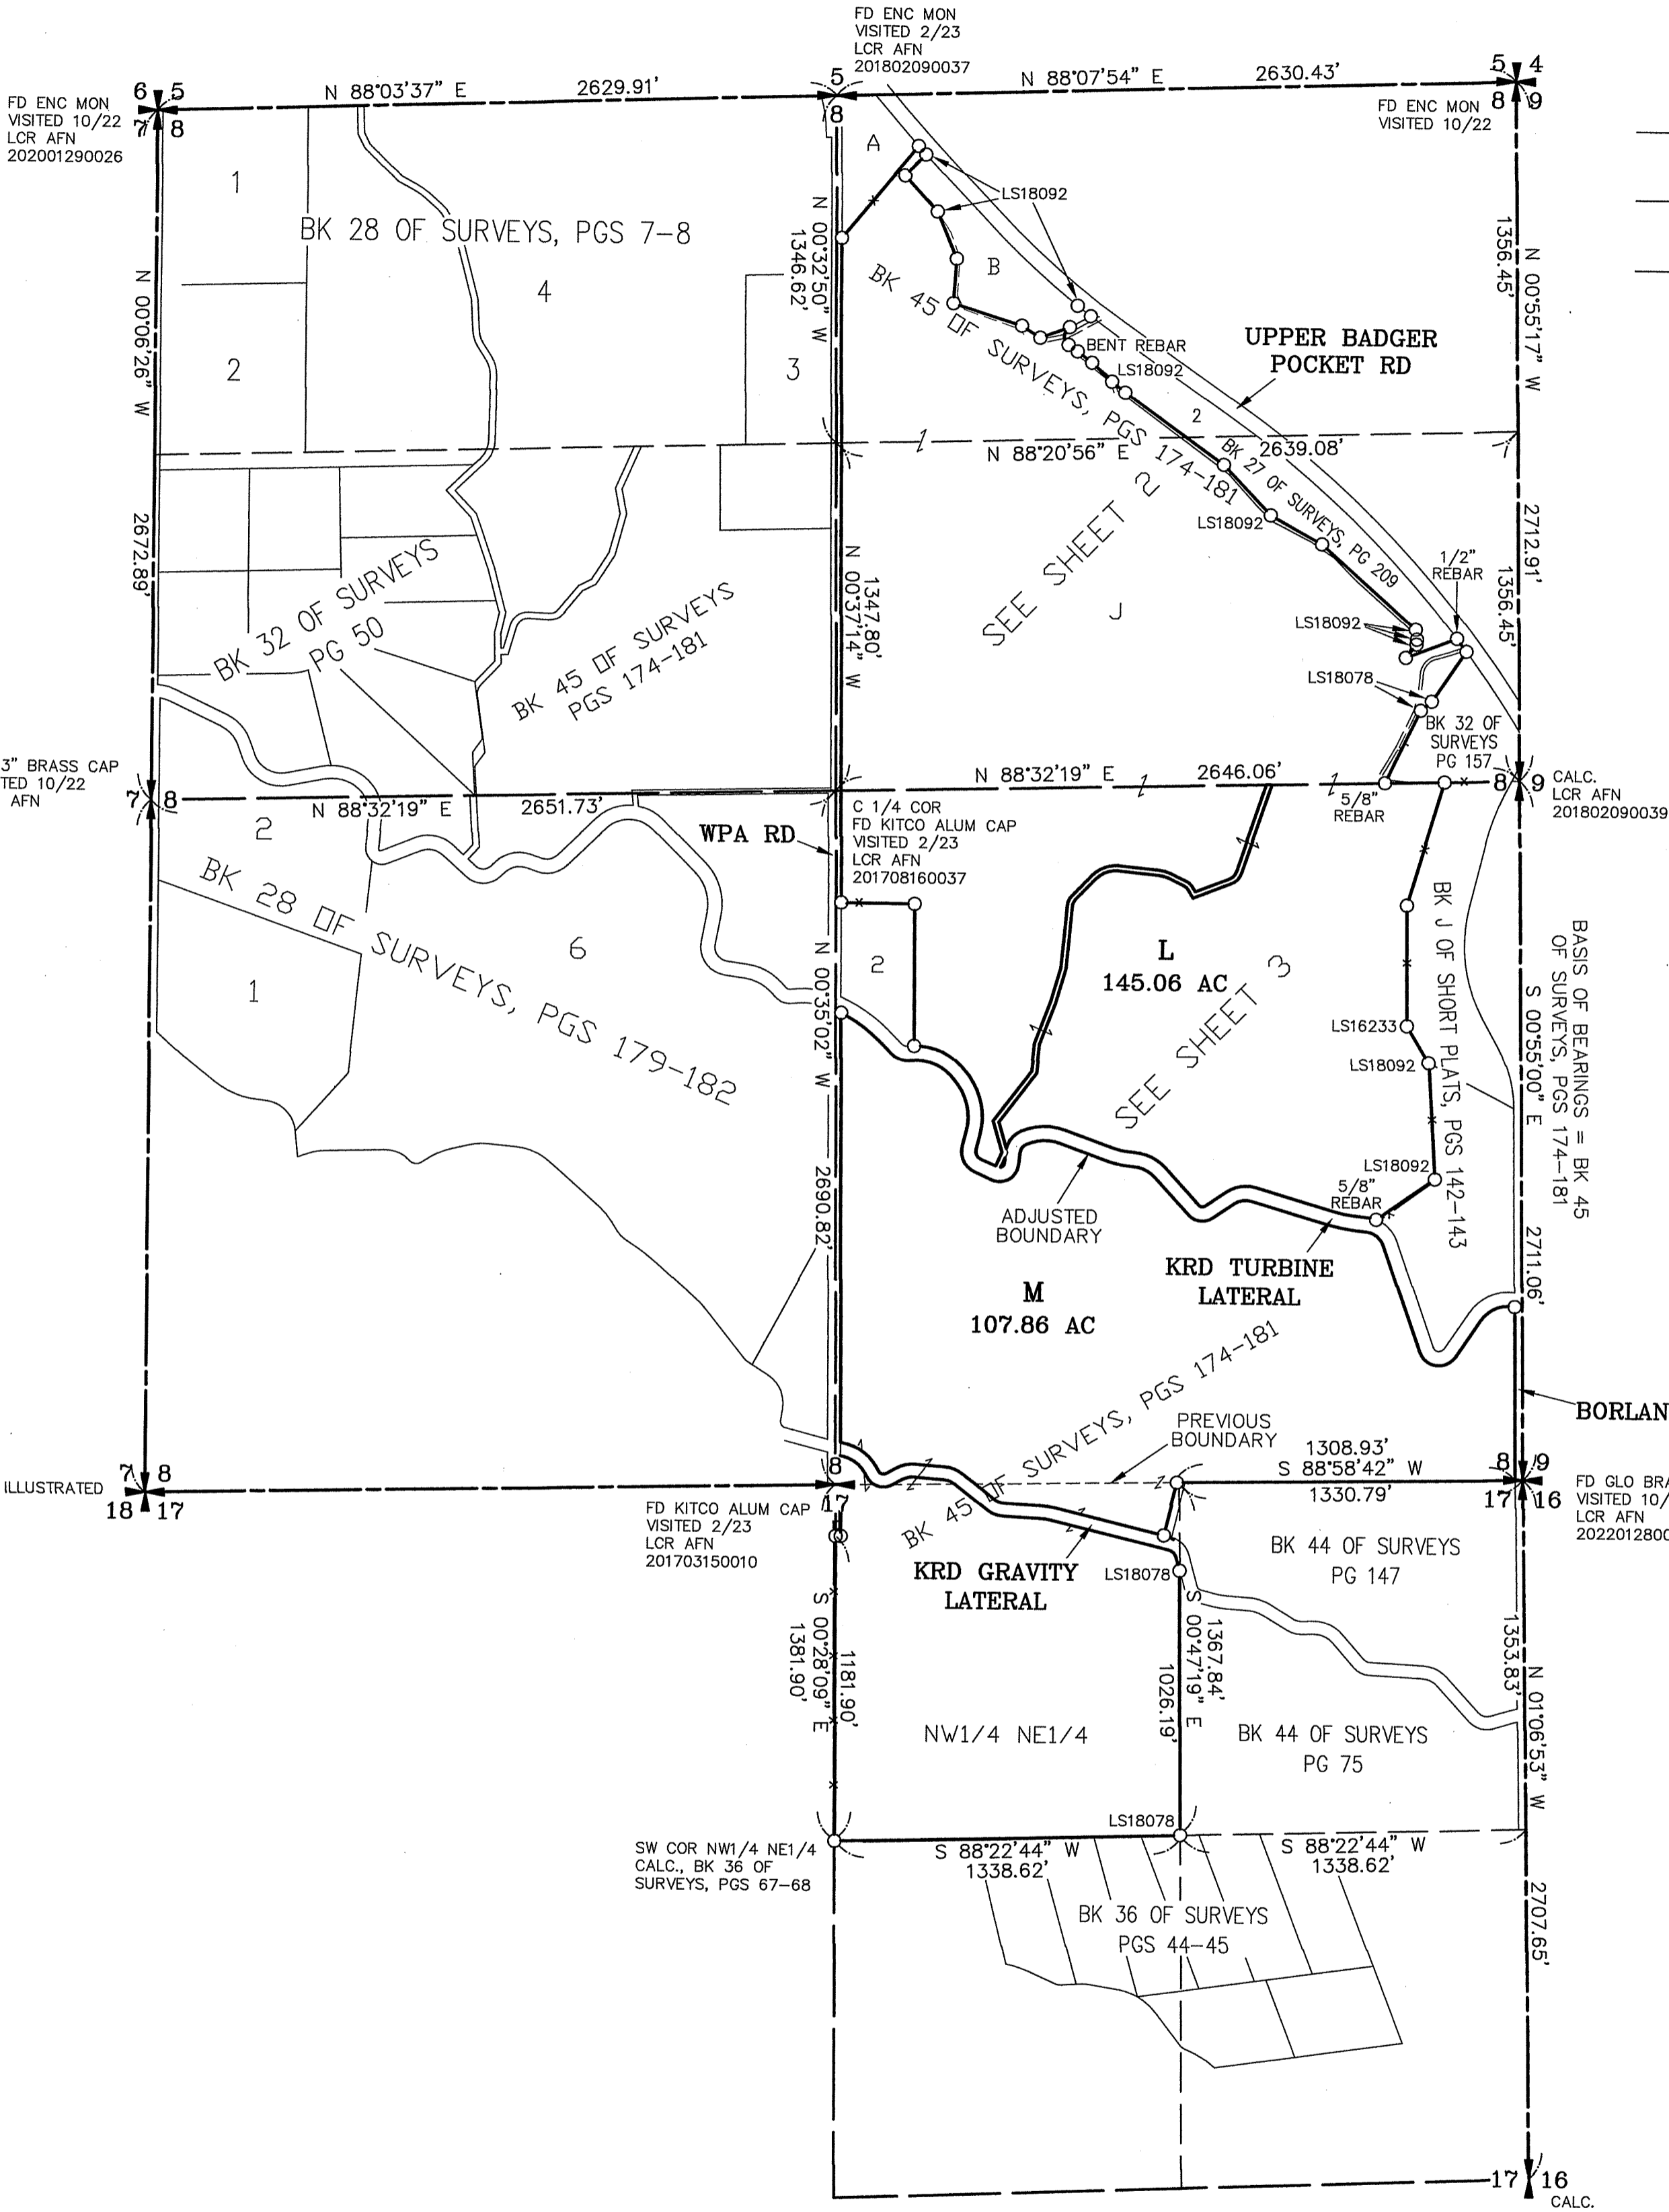 FD ENC MON
VISITED 2/23
LCR AFN
201802090037
6 5
7 8
N 88°03'37" E
2629.91'
5
8
N 88°07'54" E
2630.43'
5 4
8 9
FD ENC MON
VISITED 10/22
LCR AFN
202001290026
FD ENC MON
VISITED 10/22
1
BK 28 OF SURVEYS, PGS 7-8
4
2
3
A
LS18092
B
N 00°06'26" W
2672.89'
N 00°32'50" W
1346.62'
BK 45 OF SURVEYS, PGS 174-181
BENT REBAR
LS18092
UPPER BADGER
POCKET RD
1356.45'
N 00°55'17" W
2712.91'
1356.45'
2
N 88°20'56" E
2639.08'
BK 27 OF SURVEYS, PG 209
LS18092
SEE SHEET 2
J
1/2"
REBAR
LS18092
LS18078
BK 32 OF
SURVEYS
PG 157
BK 32 OF SURVEYS
PG 50
BK 45 OF SURVEYS
PGS 174-181
1347.80'
N 00°37'14" W
3" BRASS CAP
TED 10/22
AFN
7 8
N 88°32'19" E
2651.73'
N 88°32'19" E
2646.06'
5/8"
REBAR
8 9
CALC.
LCR AFN
201802090039
WPA RD
C 1/4 COR
FD KITCO ALUM CAP
VISITED 2/23
LCR AFN
201708160037
2
BK 28 OF SURVEYS, PGS 179-182
6
1
2
N 00°35'02" W
2690.82'
L
145.06 AC
SEE SHEET 3
BK J OF SHORT PLATS, PGS 142-143
LS16233
LS18092
LS18092
5/8"
REBAR
BASIS OF BEARINGS = BK 45
OF SURVEYS, PGS 174-181
S 00°55'00" E
2711.06'
ADJUSTED
BOUNDARY
KRD TURBINE
LATERAL
M
107.86 AC
BK 45 OF SURVEYS, PGS 174-181
PREVIOUS
BOUNDARY
1308.93'
S 88°58'42" W
1330.79'
BORLAN
ILLUSTRATED
7 8
18 17
8
17
8 9
17 16
FD GLO BRA
VISITED 10/
LCR AFN
2022012800
FD KITCO ALUM CAP
VISITED 2/23
LCR AFN
201703150010
KRD GRAVITY
LATERAL
LS18078
BK 44 OF SURVEYS
PG 147
1181.90'
S 00°28'09" E
1381.90'
1367.84'
S 00°47'19" E
1026.19'
1353.83'
N 01°06'53" W
2707.65'
NW1/4 NE1/4
BK 44 OF SURVEYS
PG 75
LS18078
SW COR NW1/4 NE1/4
CALC., BK 36 OF
SURVEYS, PGS 67-68
S 88°22'44" W
1338.62'
S 88°22'44" W
1338.62'
BK 36 OF SURVEYS
PGS 44-45
17 16
CALC.